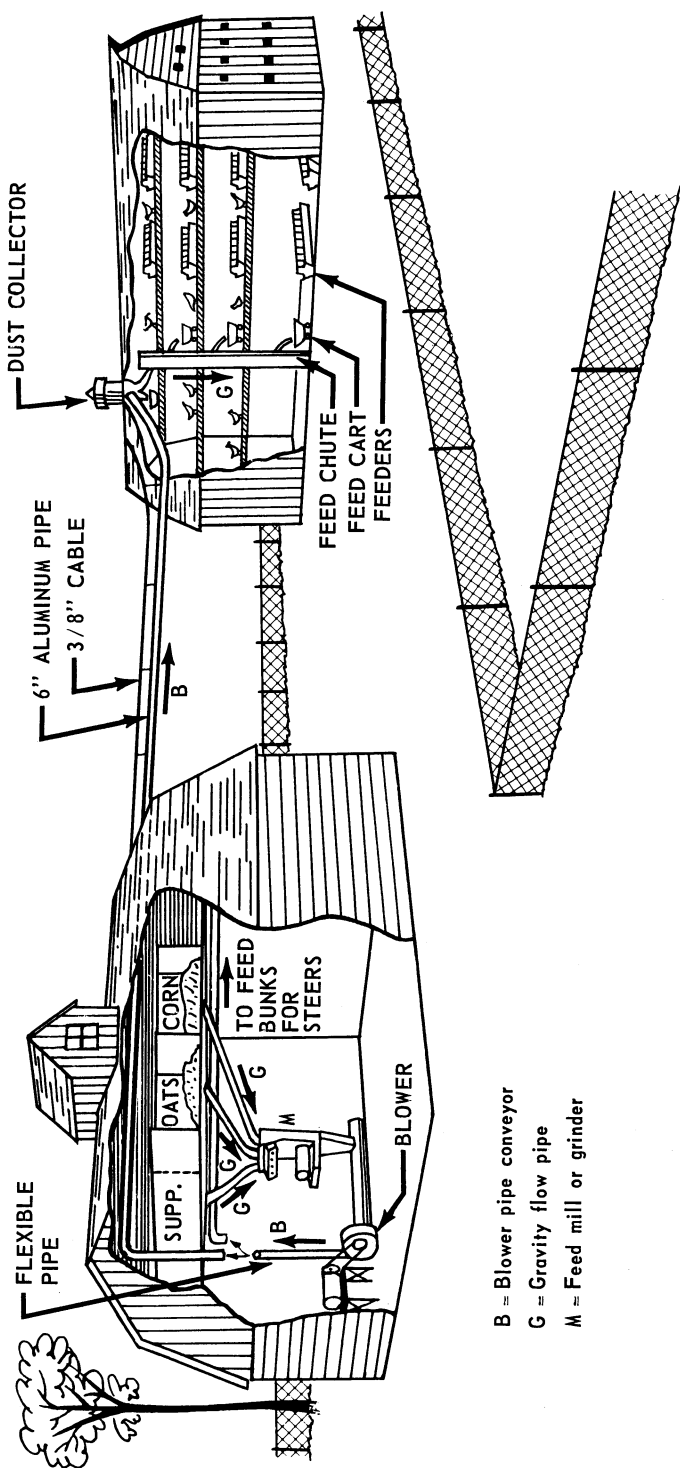 FLEXIBLE
PIPE
SUPP.
OATS
CORN
TO FEED
BUNKS
FOR
STEERS
G
G
G
M
B
BLOWER
6" ALUMINUM PIPE
3/8" CABLE
B
DUST COLLECTOR
G
FEED CHUTE
FEED CART
FEEDERS
B = Blower pipe conveyor
G = Gravity flow pipe
M = Feed mill or grinder